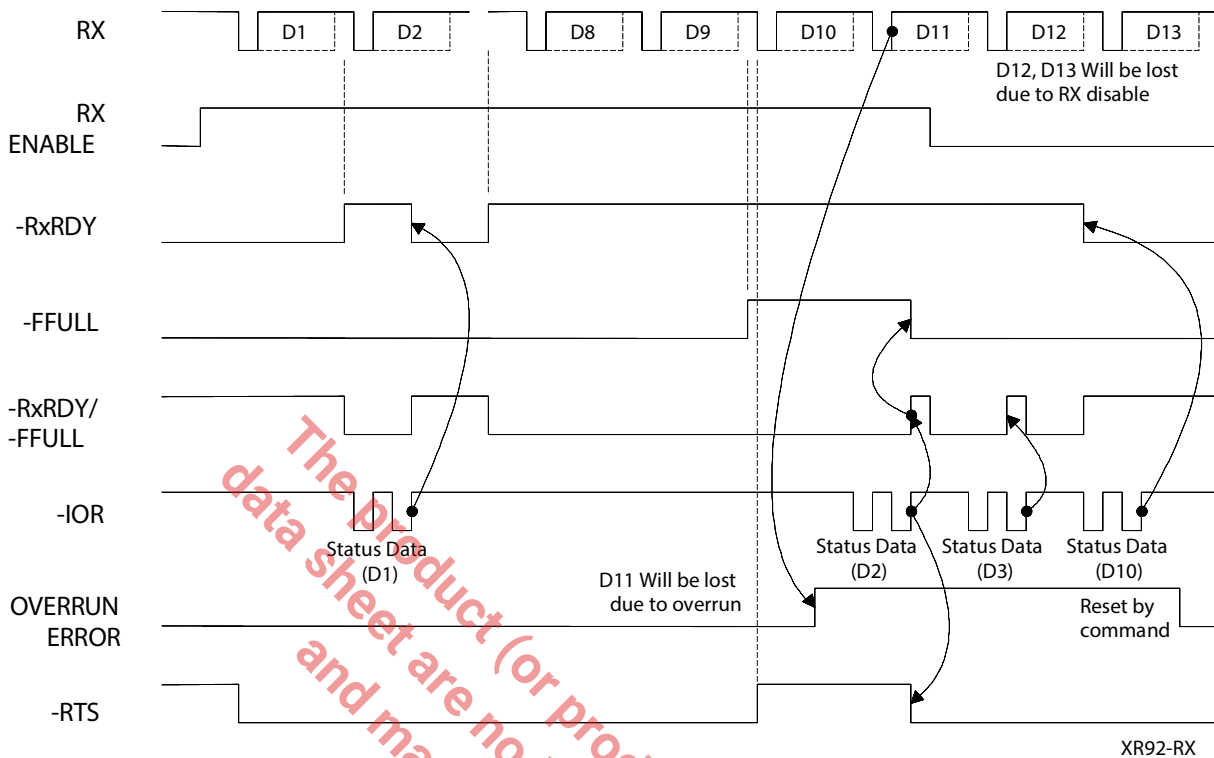 RX
D1
D2
D8
D9
D10
D11
D12
D13
D12, D13 Will be lost
due to RX disable
RX
ENABLE
-RxRDY
-FFULL
-RxRDY/
-FFULL
-IOR
Status Data
(D1)
Status Data
(D2)
Status Data
(D3)
Status Data
(D10)
D11 Will be lost
due to overrun
OVERRUN
ERROR
Reset by
command
-RTS
XR92-RX
The product (or prod
data sheet are no
and ma